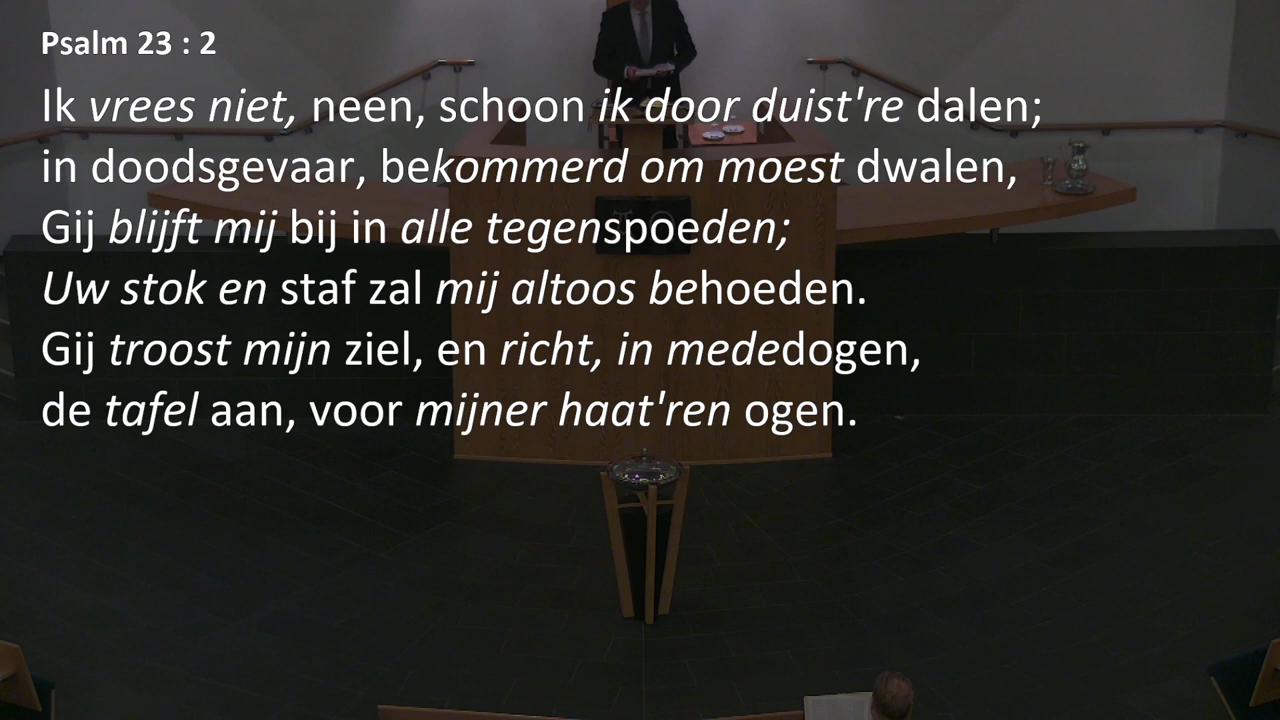 Psalm 23 : 2
Ik vrees niet, neen, schoon ik door duist're dalen;
in doodsgevaar, bekommerd om moest dwalen,
Gij blijft mij bij in alle tegenspoeden;
Uw stok en staf zal mij altoos behoeden.
Gij troost mijn ziel, en richt, in mededogen,
de tafel aan, voor mijner haat'ren ogen.